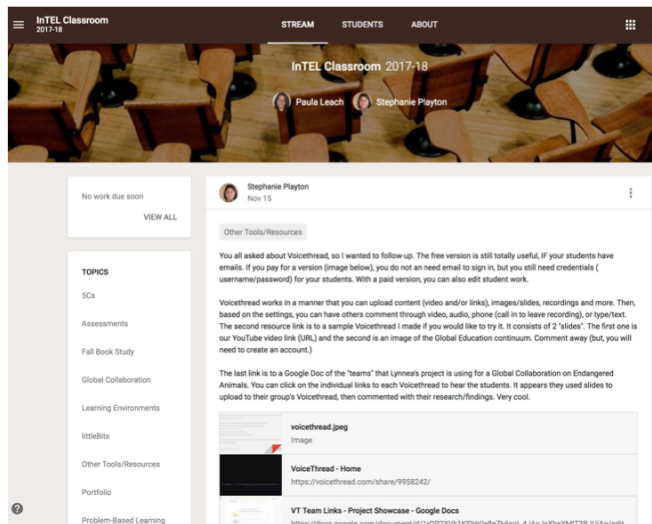 InTEL Classroom
2017-18
STREAM
STUDENTS
ABOUT
InTEL Classroom 2017-18
Paula Leach
Stephanie Playton
No work due soon
VIEW ALL
TOPICS
5Cs
Assessments
Fall Book Study
Global Collaboration
Learning Environments
littleBits
Other Tools/Resources
Portfolio
Problem-Based Learning
Stephanie Playton
Nov 15
Other Tools/Resources
You all asked about Voicethread, so I wanted to follow-up. The free version is still totally useful, IF your students have
emails. If you pay for a version (image below), you do not an need email to sign in, but you still need credentials (
username/password) for your students. With a paid version, you can also edit student work.
Voicethread works in a manner that you can upload content (video and/or links), images/slides, recordings and more. Then,
based on the settings, you can have others comment through video, audio, phone (call in to leave recording), or type/text.
The second resource link is to a sample Voicethread I made if you would like to try it. It consists of 2 "slides". The first one is
our YouTube video link (URL) and the second is an image of the Global Education continuum. Comment away (but, you will
need to create an account.)
The last link is to a Google Doc of the "teams" that Lynnea's project is using for a Global Collaboration on Endangered
Animals. You can click on the individual links to each Voicethread to hear the students. It appears they used slides to
upload to their group's Voicethread, then commented with their research/findings. Very cool.
voicethread.jpeg
Image
VoiceThread - Home
https://voicethread.com/share/9958242/
VT Team Links - Project Showcase - Google Docs